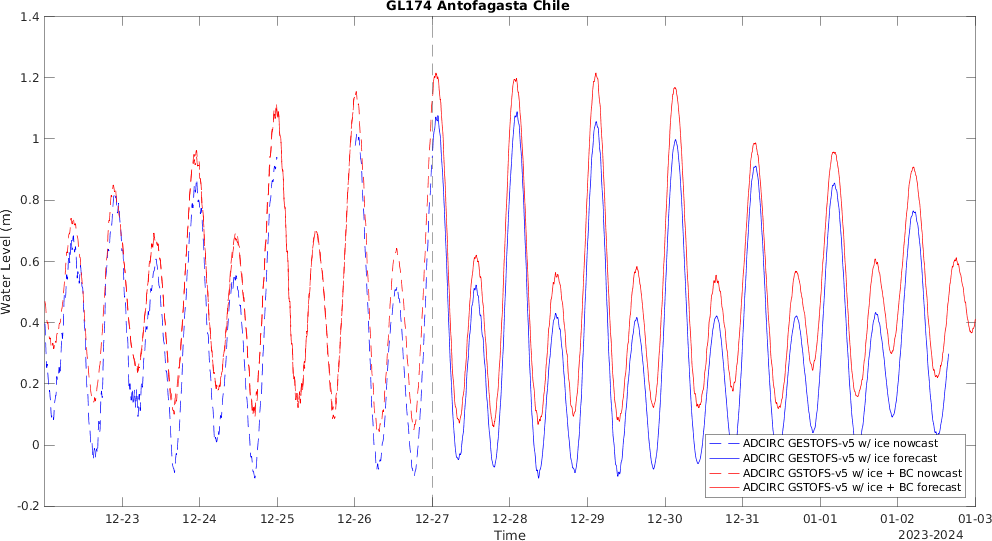 GL174 Antofagasta Chile
1.4
1.2
1
0.8
0.6
0.4
0.2
0
-0.2
Water Level (m)
ADCIRC GESTOFS-v5 w/ ice nowcast
ADCIRC GESTOFS-v5 w/ ice forecast
ADCIRC GSTOFS-v5 w/ ice + BC nowcast
ADCIRC GSTOFS-v5 w/ ice + BC forecast
12-23 12-24 12-25 12-26 12-27 12-28 12-29 12-30 12-31 01-01 01-02 01-03
Time
2023-2024